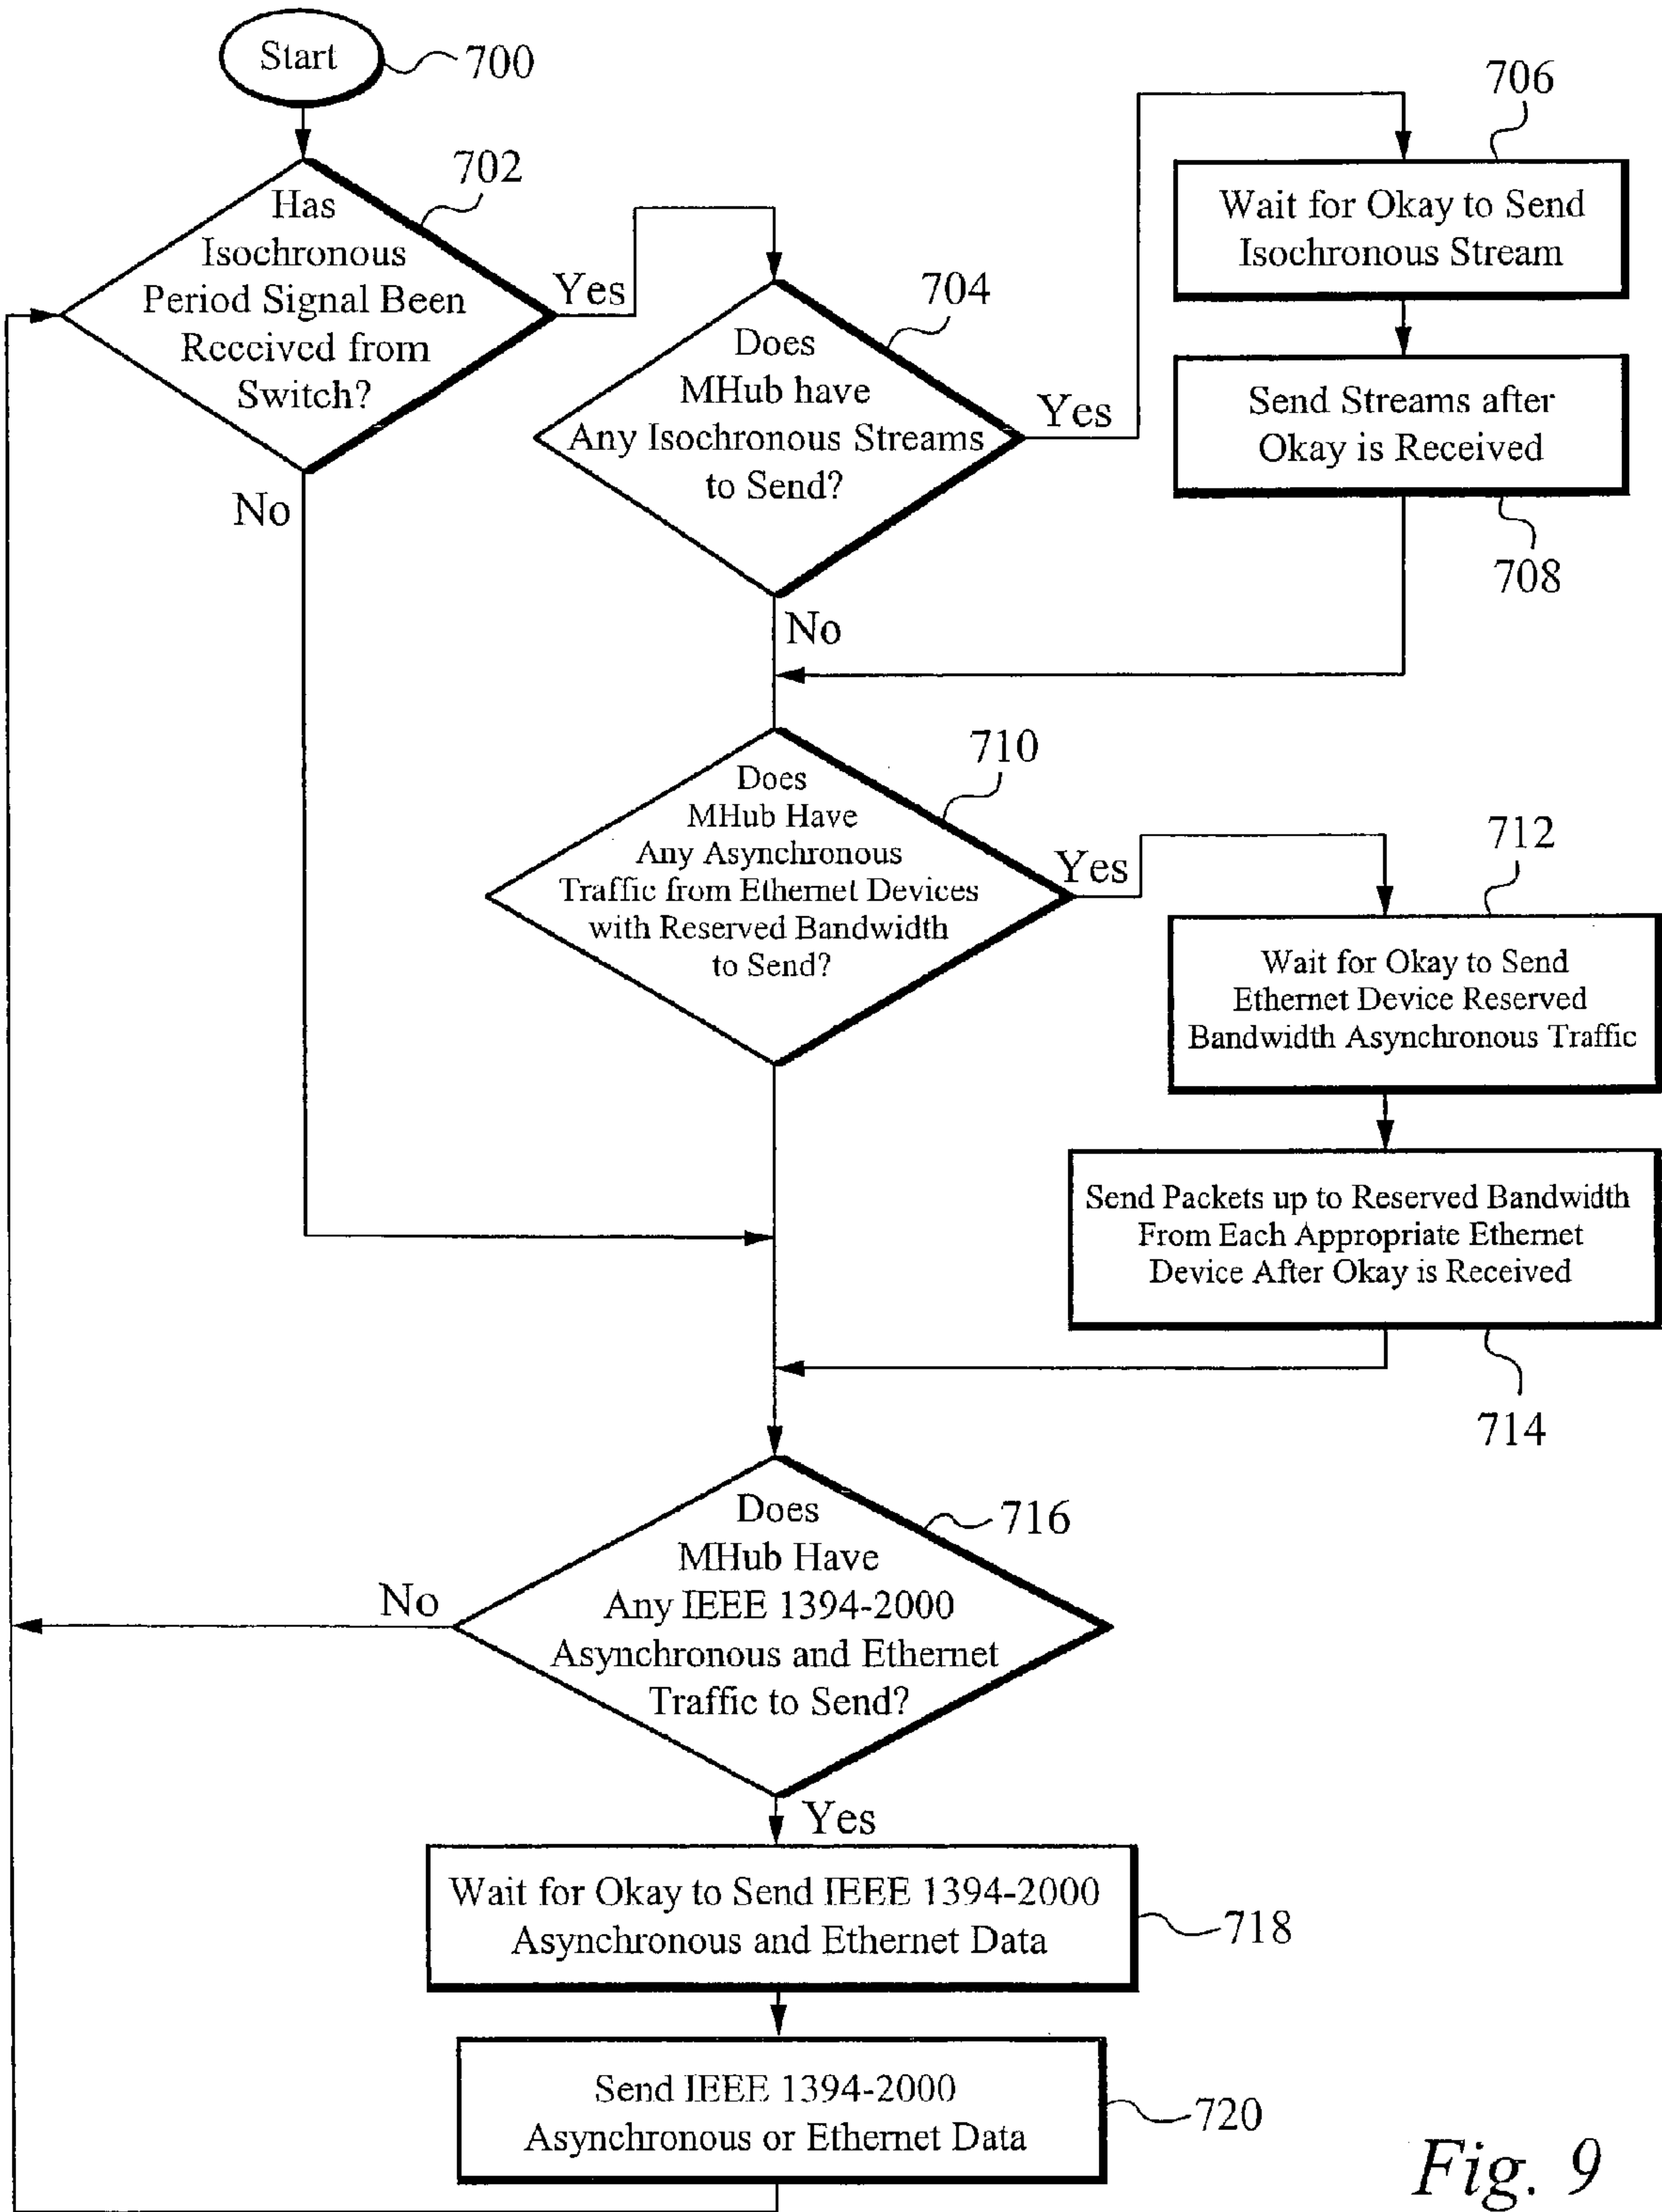 Start
700
702
Has
Isochronous
Period Signal Been
Received from
Switch?
Yes
No
704
Does
MHub have
Any Isochronous Streams
to Send?
Yes
No
706
Wait for Okay to Send
Isochronous Stream
Send Streams after
Okay is Received
708
710
Does
MHub Have
Any Asynchronous
Traffic from Ethernet Devices
with Reserved Bandwidth
to Send?
Yes
712
Wait for Okay to Send
Ethernet Device Reserved
Bandwidth Asynchronous Traffic
Send Packets up to Reserved Bandwidth
From Each Appropriate Ethernet
Device After Okay is Received
714
716
Does
MHub Have
Any IEEE 1394-2000
Asynchronous and Ethernet
Traffic to Send?
No
Yes
Wait for Okay to Send IEEE 1394-2000
Asynchronous and Ethernet Data
718
Send IEEE 1394-2000
Asynchronous or Ethernet Data
720
Fig. 9